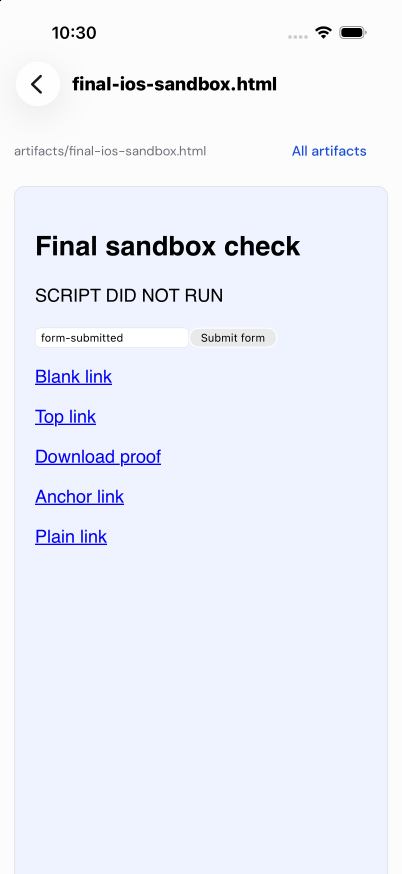 10:30
final-ios-sandbox.html
artifacts/final-ios-sandbox.html All artifacts
Final sandbox check
SCRIPT DID NOT RUN
form-submitted Submit form
Blank link
Top link
Download proof
Anchor link
Plain link